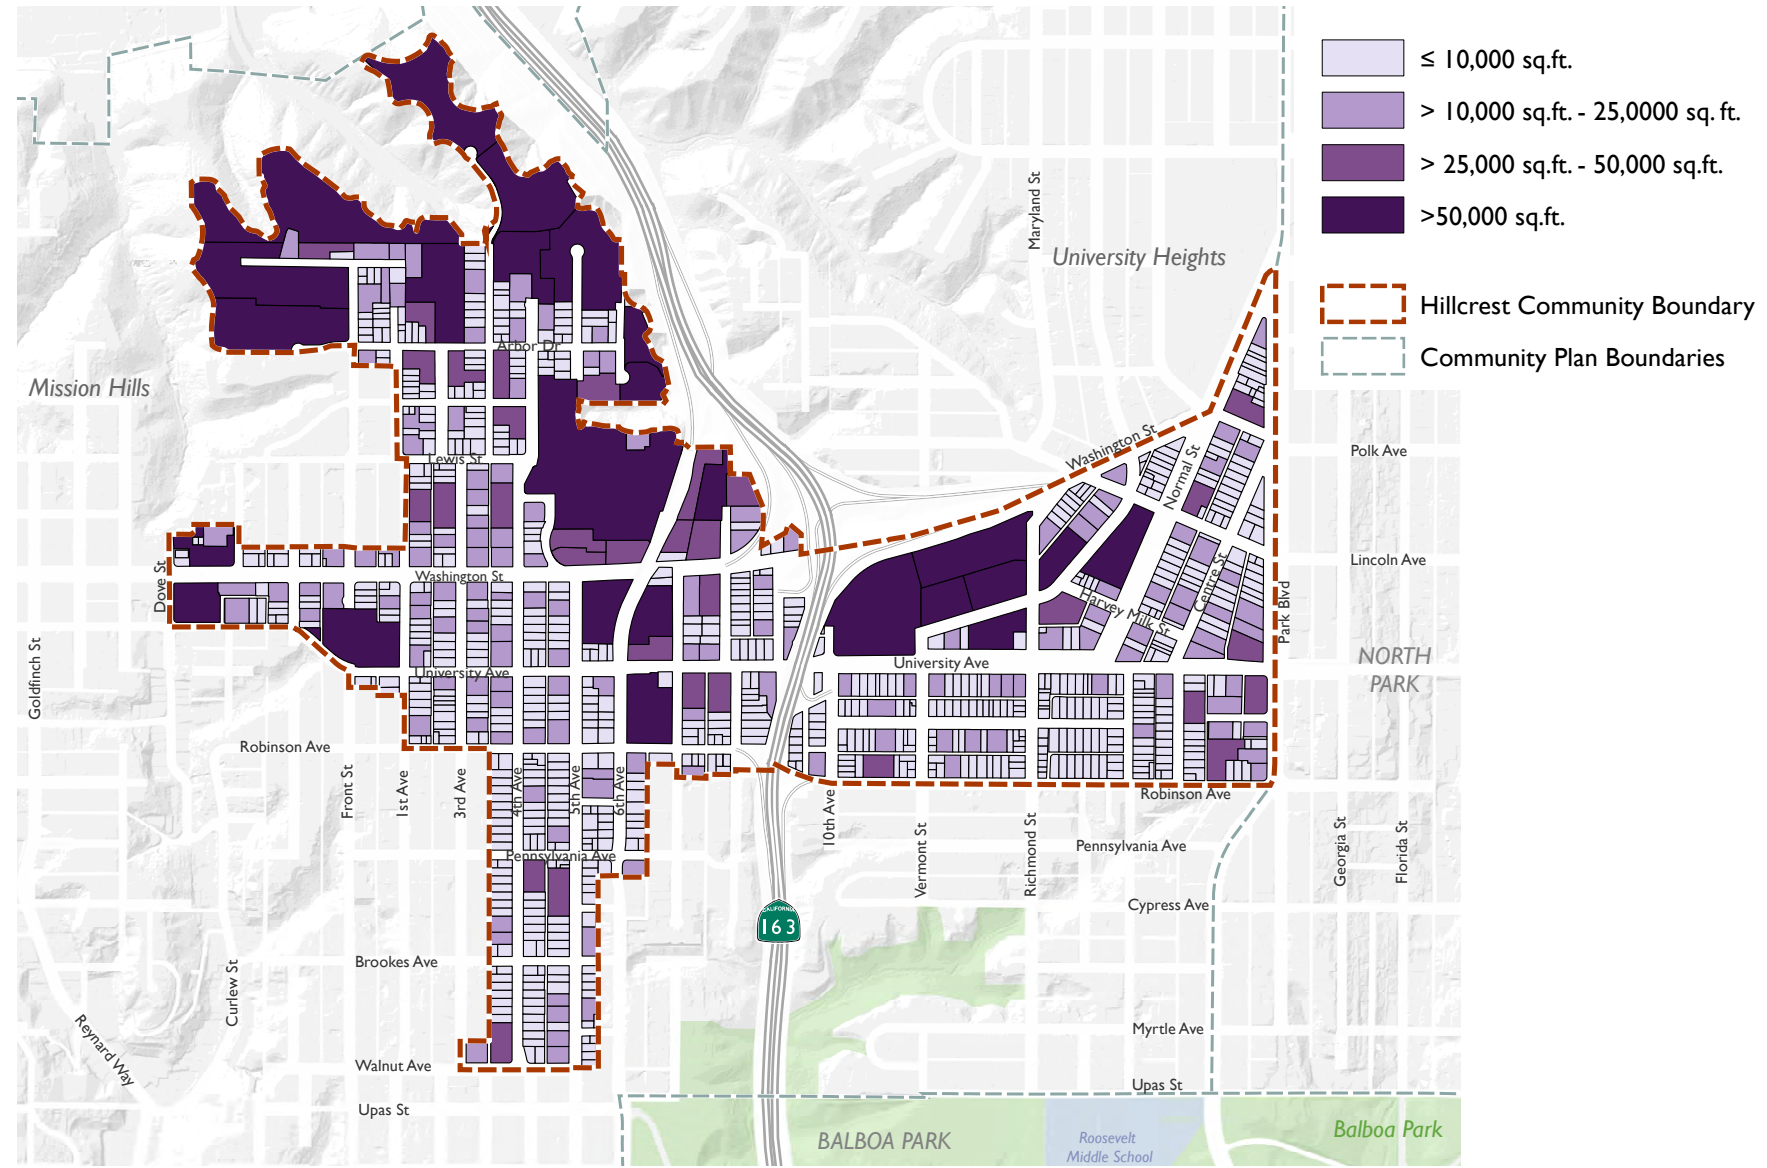 ≤ 10,000 sq.ft.
> 10,000 sq.ft. - 25,0000 sq. ft.
> 25,000 sq.ft. - 50,000 sq.ft.
>50,000 sq.ft.
Hillcrest Community Boundary
Community Plan Boundaries
Maryland St
University Heights
Arbor Dr
Mission Hills
Washington St
Polk Ave
Lewis St
Normal St
Lincoln Ave
Dove St
Washington St
Centre St
Harvey Milk St
Park Blvd
Goldfinch St
University Ave
University Ave
NORTH
PARK
Robinson Ave
Front St
1st Ave
3rd Ave
4th Ave
5th Ave
6th Ave
10th Ave
Robinson Ave
Vermont St
Richmond St
Pennsylvania Ave
Pennsylvania Ave
Georgia St
Florida St
Cypress Ave
CALIFORNIA
163
Brookes Ave
Curlew St
Reynard Way
Myrtle Ave
Walnut Ave
Upas St
Upas St
BALBOA PARK
Roosevelt
Middle School
Balboa Park